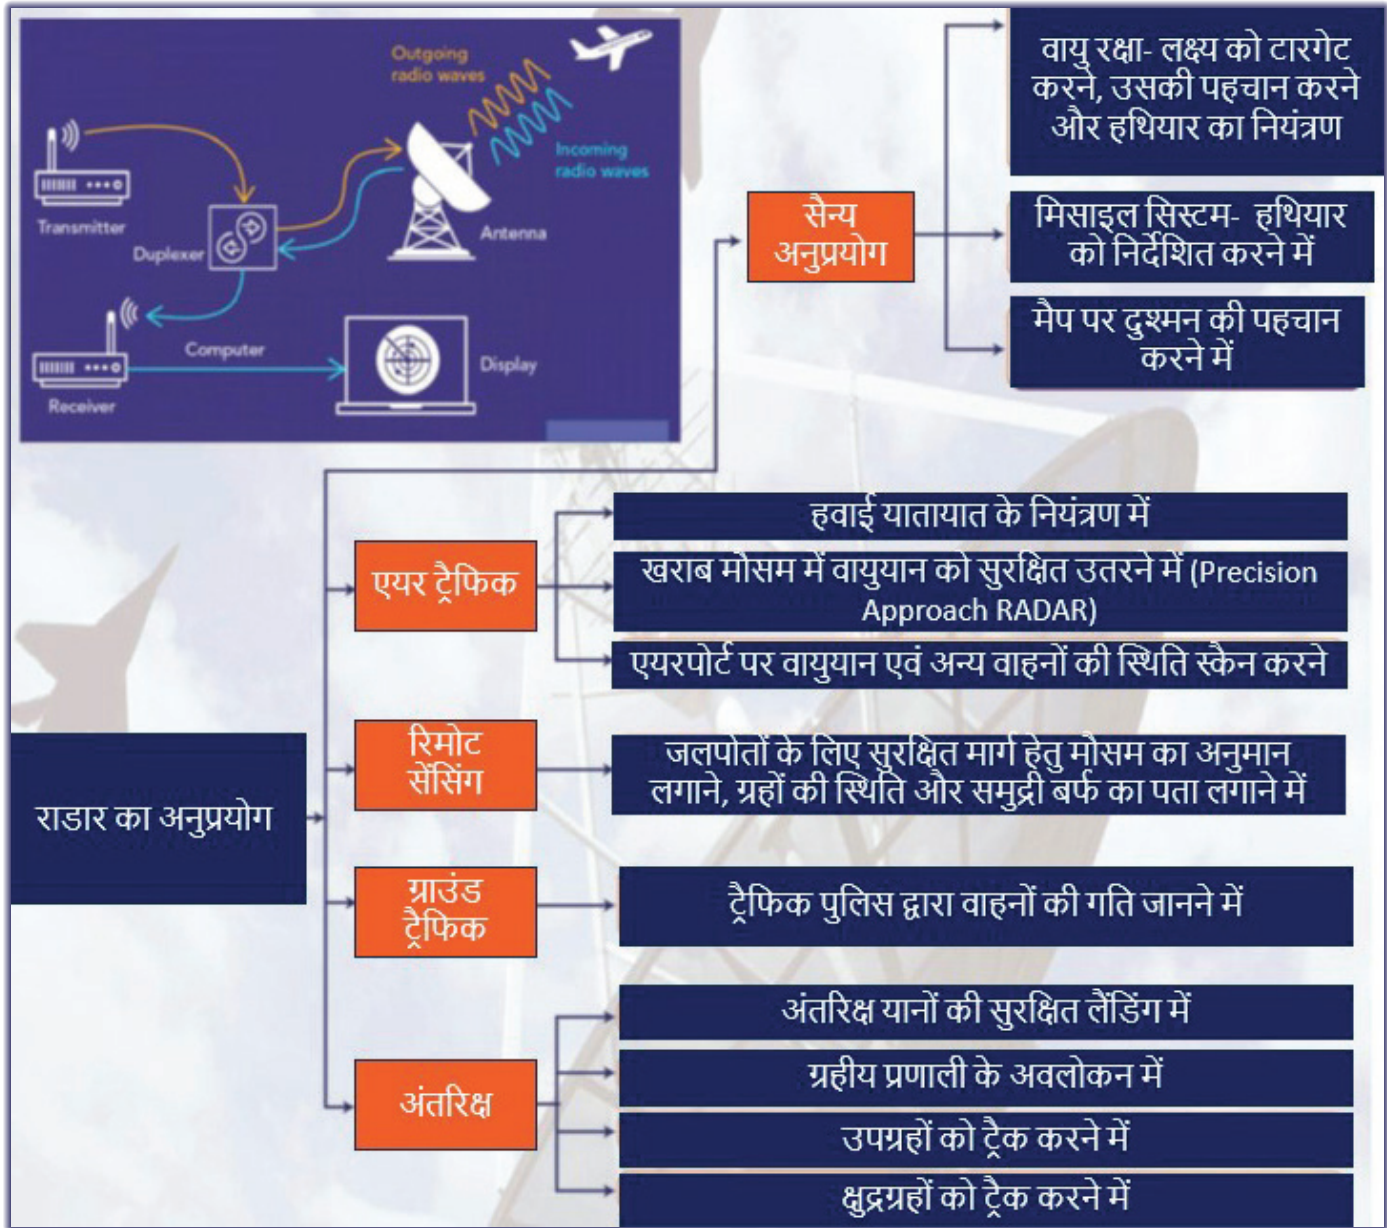 Outgoing
radio waves
Incoming
radio waves
Transmitter
Duplexer
Antenna
Computer
Display
Receiver
वायु रक्षा- लक्ष्य को टारगेट
करने, उसकी पहचान करने
और हथियार का नियंत्रण
सैन्य
अनुप्रयोग
मिसाइल सिस्टम- हथियार
को निर्देशित करने में
मैप पर दुश्मन की पहचान
करने में
राडार का अनुप्रयोग
एयर ट्रैफिक
हवाई यातायात के नियंत्रण में
खराब मौसम में वायुयान को सुरक्षित उतरने में (Precision
Approach RADAR)
एयरपोर्ट पर वायुयान एवं अन्य वाहनों की स्थिति स्कैन करने
रिमोट
सेंसिंग
जलपोतों के लिए सुरक्षित मार्ग हेतु मौसम का अनुमान
लगाने, ग्रहों की स्थिति और समुद्री बर्फ का पता लगाने में
ग्राउंड
ट्रैफिक
ट्रैफिक पुलिस द्वारा वाहनों की गति जानने में
अंतरिक्ष
अंतरिक्ष यानों की सुरक्षित लैंडिंग में
ग्रहीय प्रणाली के अवलोकन में
उपग्रहों को ट्रैक करने में
क्षुद्रग्रहों को ट्रैक करने में